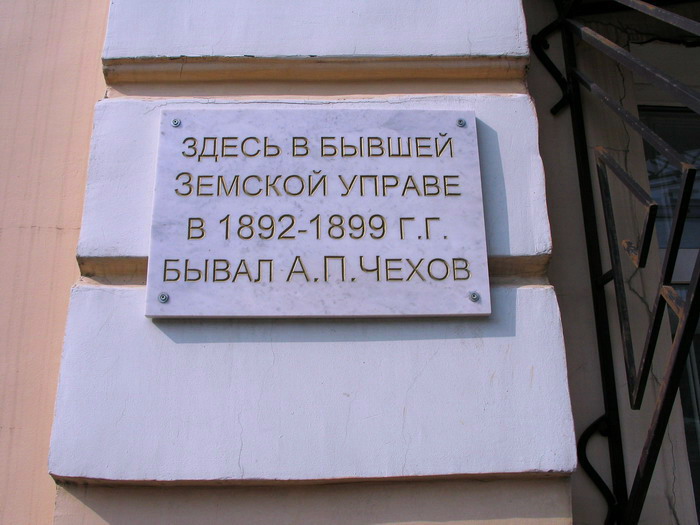 ЗДЕСЬ В БЫВШЕЙ
ЗЕМСКОЙ УПРАВЕ
В 1892-1899 Г.Г.
БЫВАЛ А.П.ЧЕХОВ